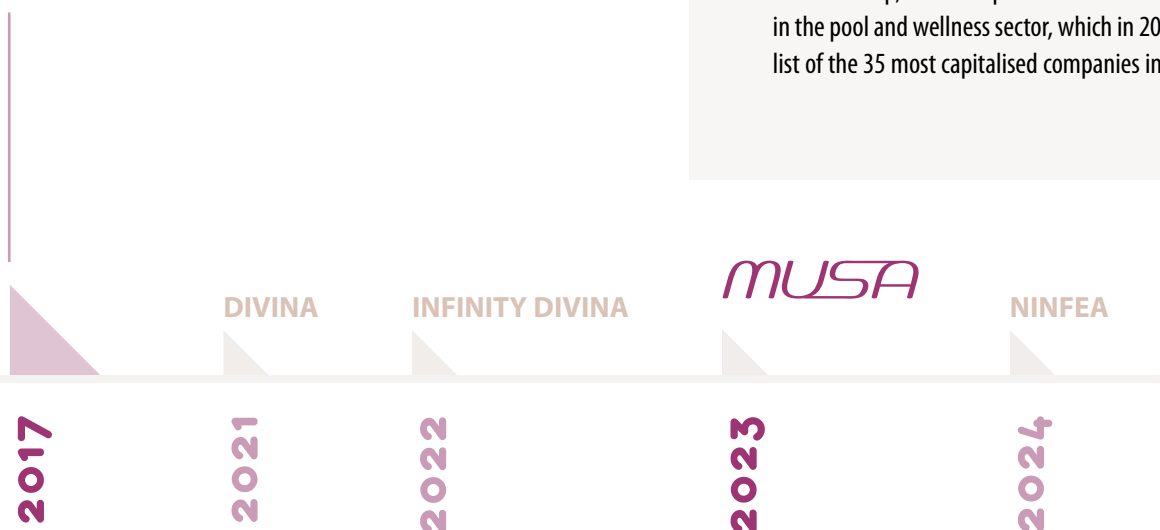 in the pool and wellness sector, which in 20
list of the 35 most capitalised companies in
MUSA
DIVINA
INFINITY DIVINA
NINFEA
2017
2021
2022
2023
2024